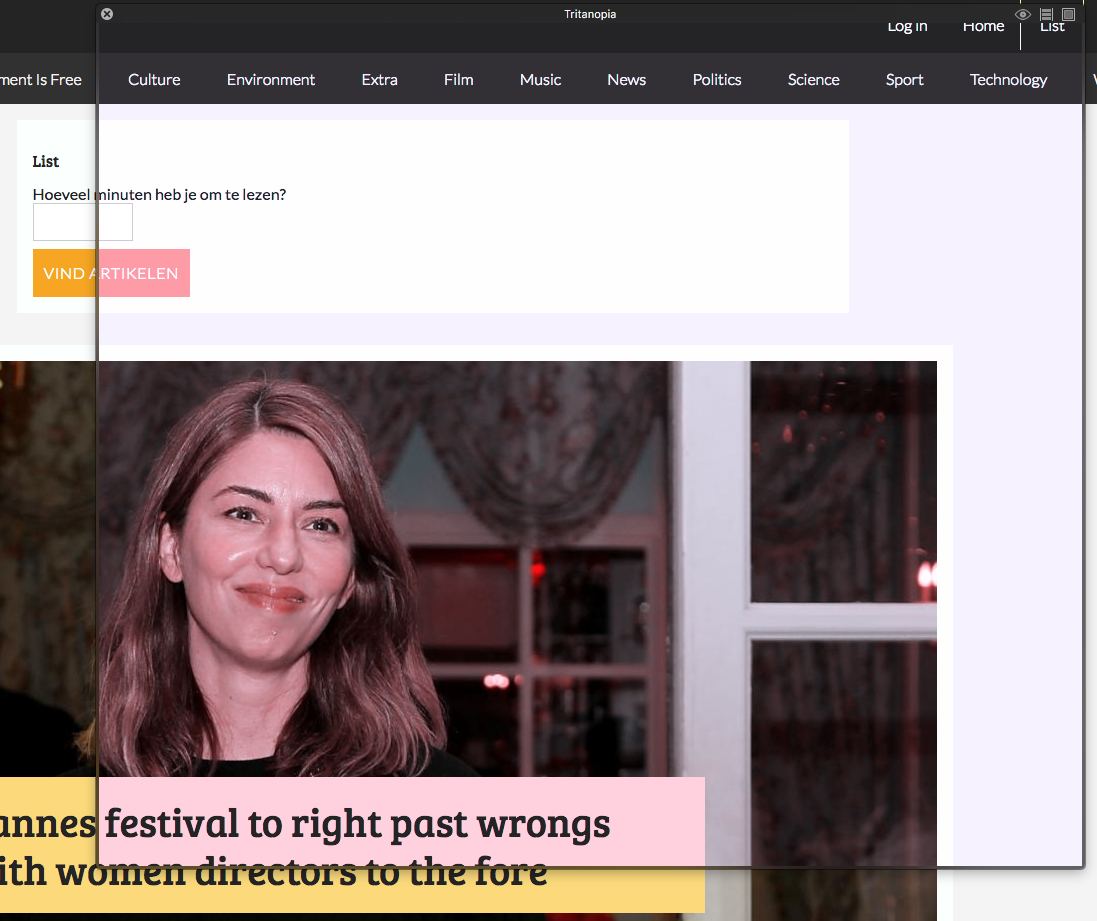 Tritanopia
Log in Home List
ment Is Free Culture Environment Extra Film Music News Politics Science Sport Technology
List
Hoeveel minuten heb je om te lezen?
VIND ARTIKELEN
annes festival to right past wrongs
ith women directors to the fore